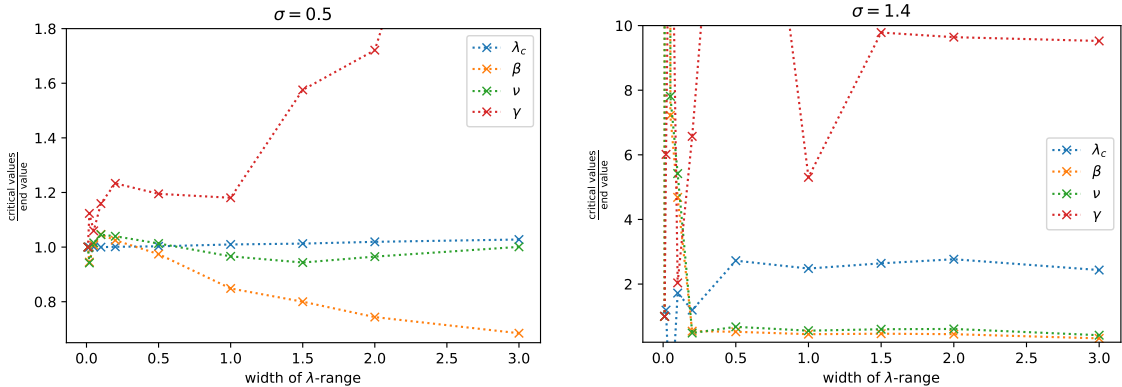 σ = 0.5
1.8
1.6
1.4
1.2
1.0
0.8
critical values
end value
λc
β
ν
γ
0.0 0.5 1.0 1.5 2.0 2.5 3.0
width of λ-range
σ = 1.4
10
8
6
4
2
critical values
end value
λc
β
ν
γ
0.0 0.5 1.0 1.5 2.0 2.5 3.0
width of λ-range